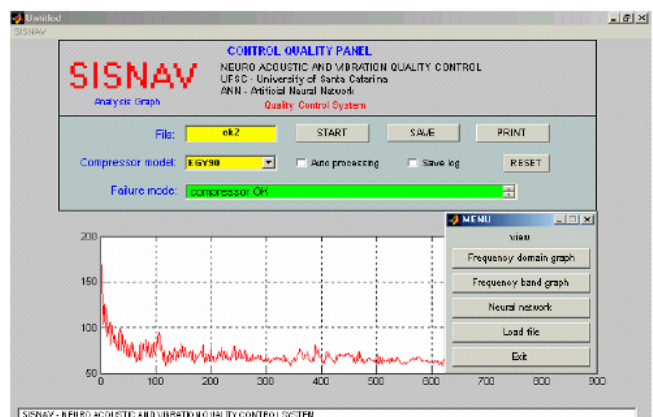 Untitled
SISNAV
CONTROL QUALITY PANEL
SISNAV
NEURO ACOUSTIC AND VIBRATION QUALITY CONTROL
UFSC - University of Santa Catarina
ANN - Artificial Neural Network
Analysis Graph
Quality Control System
File: ok2 START SAVE PRINT
Compressor model: EGY90 Auto processing Save log RESET
Failure mode: compressor OK
MENU
view
Frequency domain graph
Frequency band graph
Neural network
Load file
Exit
200
150
100
50
0 100 200 300 400 500 600 700 800 900
SISNAV - NEURO ACOUSTIC AND VIBRATION QUALITY CONTROL SYSTEM